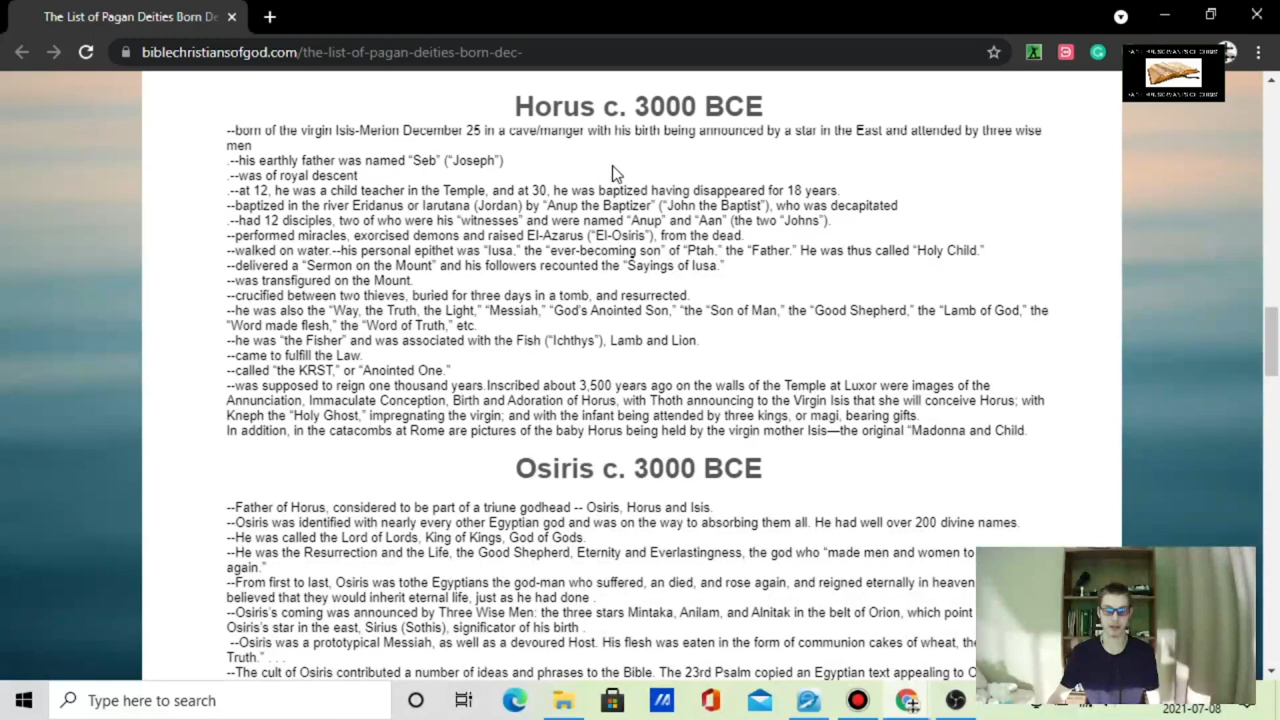 The List of Pagan Deities Born De
biblechristiansofgod.com/the-list-of-pagan-deities-born-dec-
Horus c. 3000 BCE
--born of the virgin Isis-Merion December 25 in a cave/manger with his birth being announced by a star in the East and attended by three wise
men
.--his earthly father was named “Seb” (“Joseph”)
.--was of royal descent
.--at 12, he was a child teacher in the Temple, and at 30, he was baptized having disappeared for 18 years.
--baptized in the river Eridanus or Iarutana (Jordan) by “Anup the Baptizer” (“John the Baptist”), who was decapitated
.--had 12 disciples, two of who were his “witnesses” and were named “Anup” and “Aan” (the two “Johns”).
--performed miracles, exorcised demons and raised El-Azarus (“El-Osiris”), from the dead.
--walked on water.--his personal epithet was “Iusa,” the “ever-becoming son” of “Ptah,” the “Father.” He was thus called “Holy Child.”
--delivered a “Sermon on the Mount” and his followers recounted the “Sayings of Iusa.”
--was transfigured on the Mount.
--crucified between two thieves, buried for three days in a tomb, and resurrected.
--he was also the “Way, the Truth, the Light,” “Messiah,” “God’s Anointed Son,” “the “Son of Man,” the “Good Shepherd,” the “Lamb of God,” the
“Word made flesh,” the “Word of Truth,” etc.
--he was “the Fisher” and was associated with the Fish (“Ichthys”), Lamb and Lion.
--came to fulfill the Law.
--called “the KRST,” or “Anointed One.”
--was supposed to reign one thousand years.Inscribed about 3,500 years ago on the walls of the Temple at Luxor were images of the
Annunciation, Immaculate Conception, Birth and Adoration of Horus, with Thoth announcing to the Virgin Isis that she will conceive Horus; with
Kneph the “Holy Ghost,” impregnating the virgin; and with the infant being attended by three kings, or magi, bearing gifts.
In addition, in the catacombs at Rome are pictures of the baby Horus being held by the virgin mother Isis—the original “Madonna and Child.
Osiris c. 3000 BCE
--Father of Horus, considered to be part of a triune godhead -- Osiris, Horus and Isis.
--Osiris was identified with nearly every other Egyptian god and was on the way to absorbing them all. He had well over 200 divine names.
--He was called the Lord of Lords, King of Kings, God of Gods.
--He was the Resurrection and the Life, the Good Shepherd, Eternity and Everlastingness, the god who “made men and women to
again.”
--From first to last, Osiris was tothe Egyptians the god-man who suffered, an died, and rose again, and reigned eternally in heaven
believed that they would inherit eternal life, just as he had done .
--Osiris’s coming was announced by Three Wise Men: the three stars Mintaka, Anilam, and Alnitak in the belt of Orion, which point
Osiris’s star in the east, Sirius (Sothis), significator of his birth .
--Osiris was a prototypical Messiah, as well as a devoured Host. His flesh was eaten in the form of communion cakes of wheat, the
Truth.” . . .
--The cult of Osiris contributed a number of ideas and phrases to the Bible. The 23rd Psalm copied an Egyptian text appealing to O
Type here to search
2021-07-08